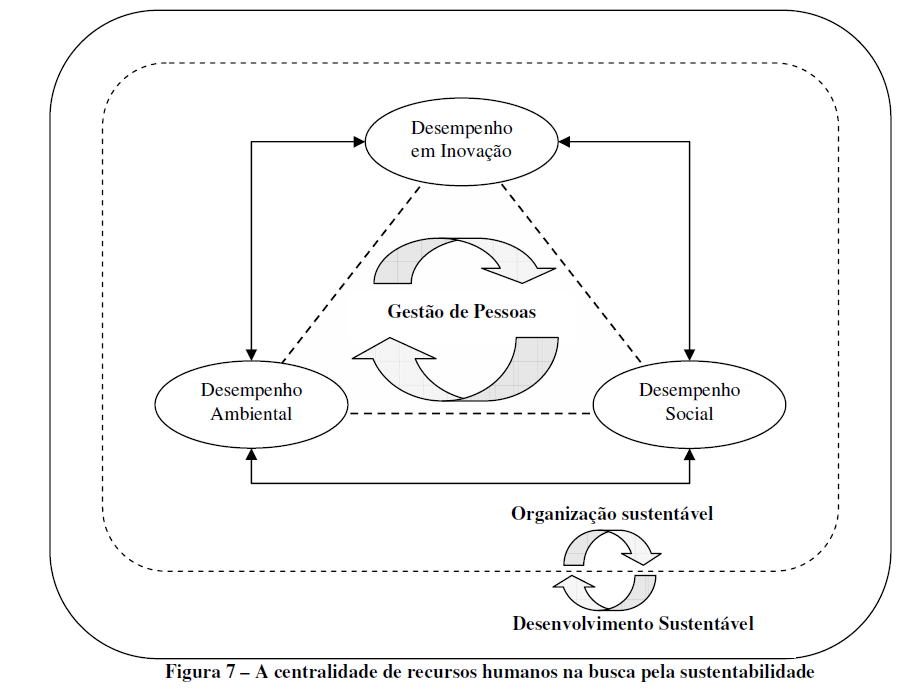 Desempenho
em Inovação
Gestão de Pessoas
Desempenho
Ambiental
Desempenho
Social
Organização sustentável
Desenvolvimento Sustentável
Figura 7 – A centralidade de recursos humanos na busca pela sustentabilidade